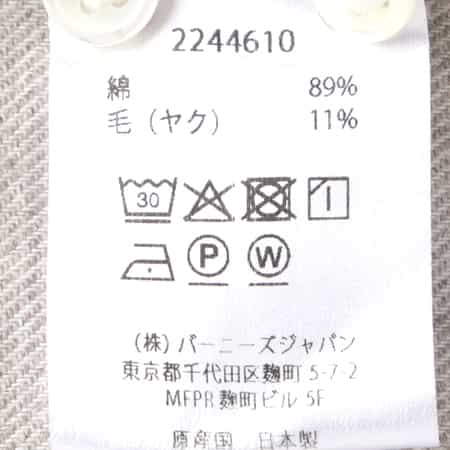 2244610
綿 89%
毛（ヤク） 11%
30
P W
（株）バーニーズジャパン
東京都千代田区麹町 5-7-2
MFPR 麹町ビル 5F
原産国 日本製